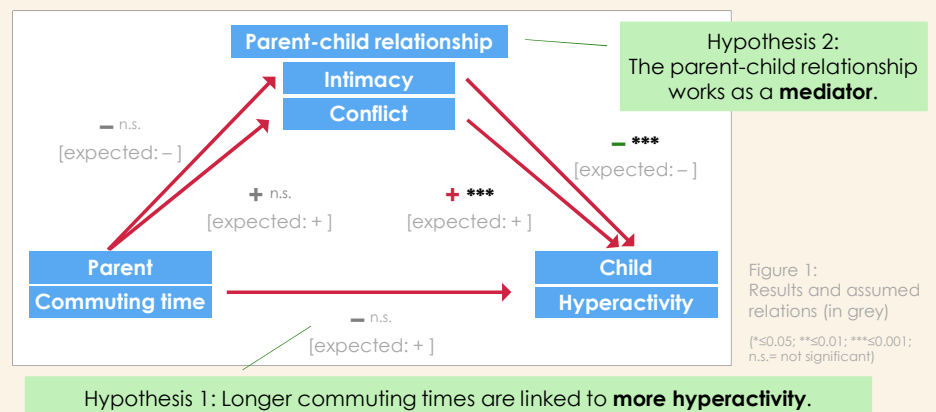 Parent-child relationship
Intimacy
Conflict
Hypothesis 2:
The parent-child relationship
works as a mediator.
– n.s.
[expected: – ]
– ***
[expected: – ]
+ n.s.
[expected: + ]
+ ***
[expected: + ]
Parent
Commuting time
Child
Hyperactivity
– n.s.
[expected: + ]
Figure 1:
Results and assumed
relations (in grey)
(*≤0.05; **≤0.01; ***≤0.001;
n.s.= not significant)
Hypothesis 1: Longer commuting times are linked to more hyperactivity.